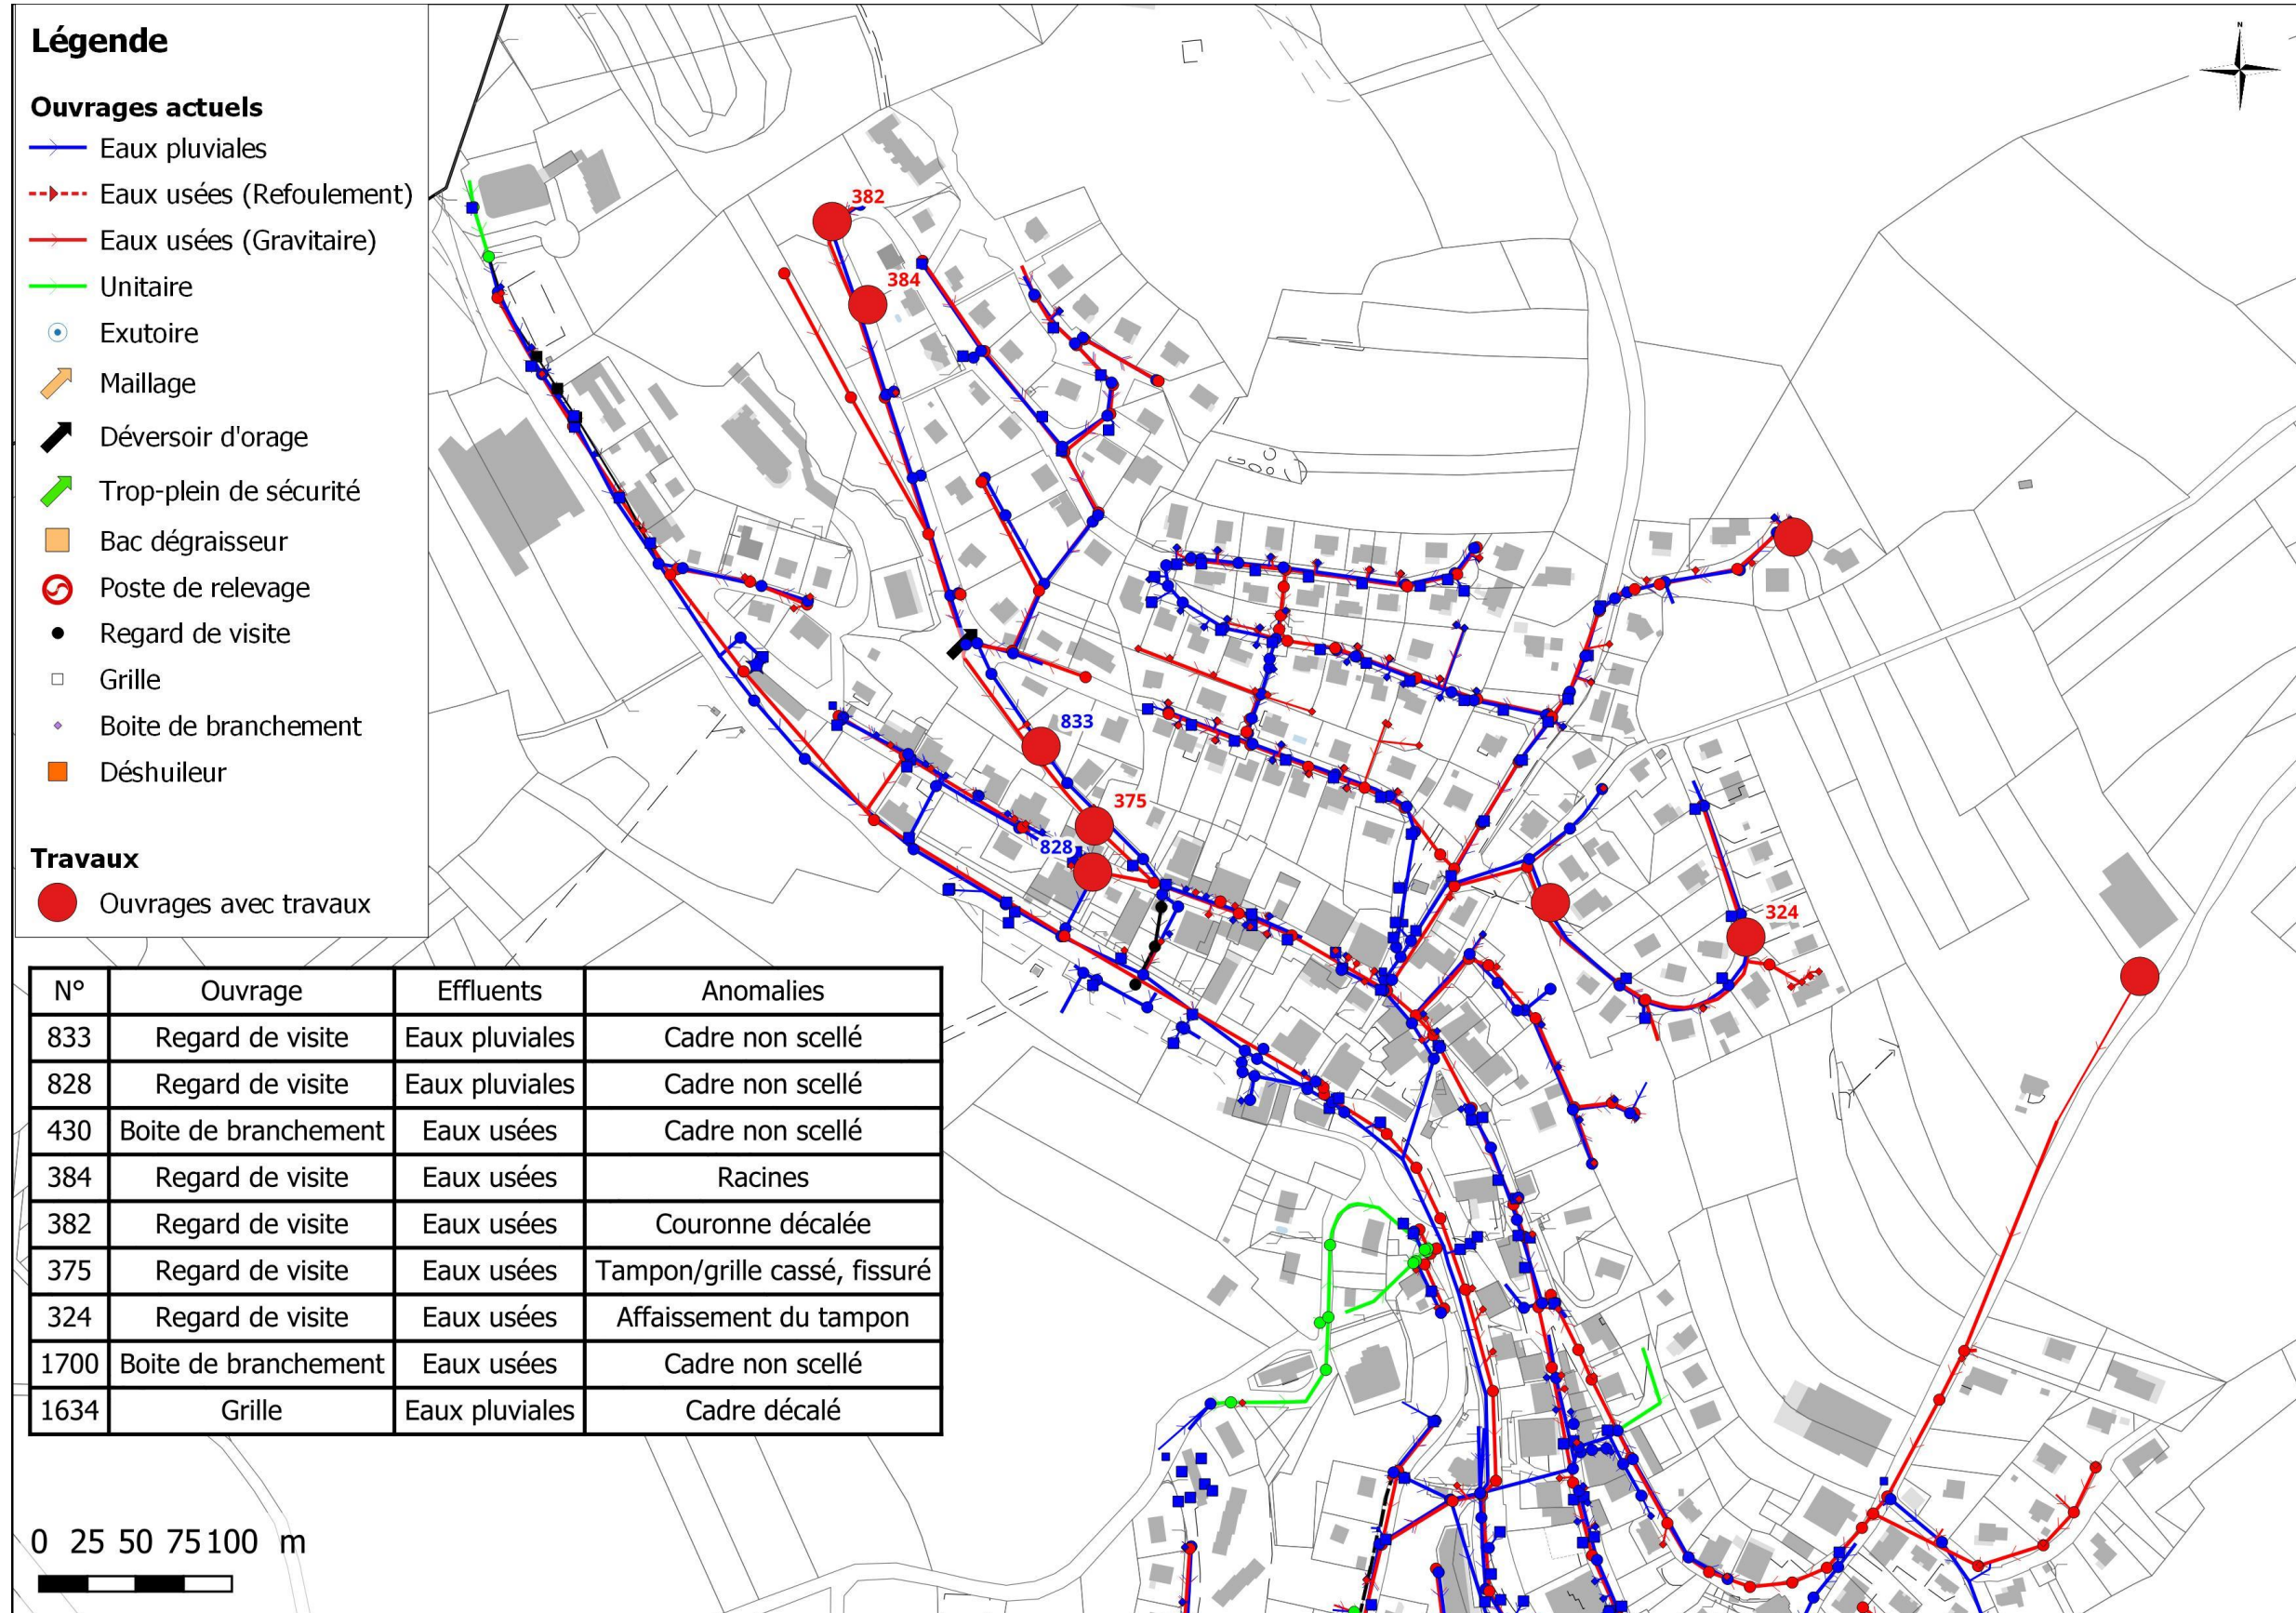 Légende
Ouvrages actuels
Eaux pluviales
Eaux usées (Refoulement)
Eaux usées (Gravitaire)
Unitaire
Exutoire
Maillage
Déversoir d'orage
Trop-plein de sécurité
Bac dégraisseur
Poste de relevage
Regard de visite
Grille
Boite de branchement
Déshuileur
Travaux
Ouvrages avec travaux
N
382
384
833
375
828
324
N° Ouvrage Effluents Anomalies
833 Regard de visite Eaux pluviales Cadre non scellé
828 Regard de visite Eaux pluviales Cadre non scellé
430 Boite de branchement Eaux usées Cadre non scellé
384 Regard de visite Eaux usées Racines
382 Regard de visite Eaux usées Couronne décalée
375 Regard de visite Eaux usées Tampon/grille cassé, fissuré
324 Regard de visite Eaux usées Affaissement du tampon
1700 Boite de branchement Eaux usées Cadre non scellé
1634 Grille Eaux pluviales Cadre décalé
0 25 50 75 100 m